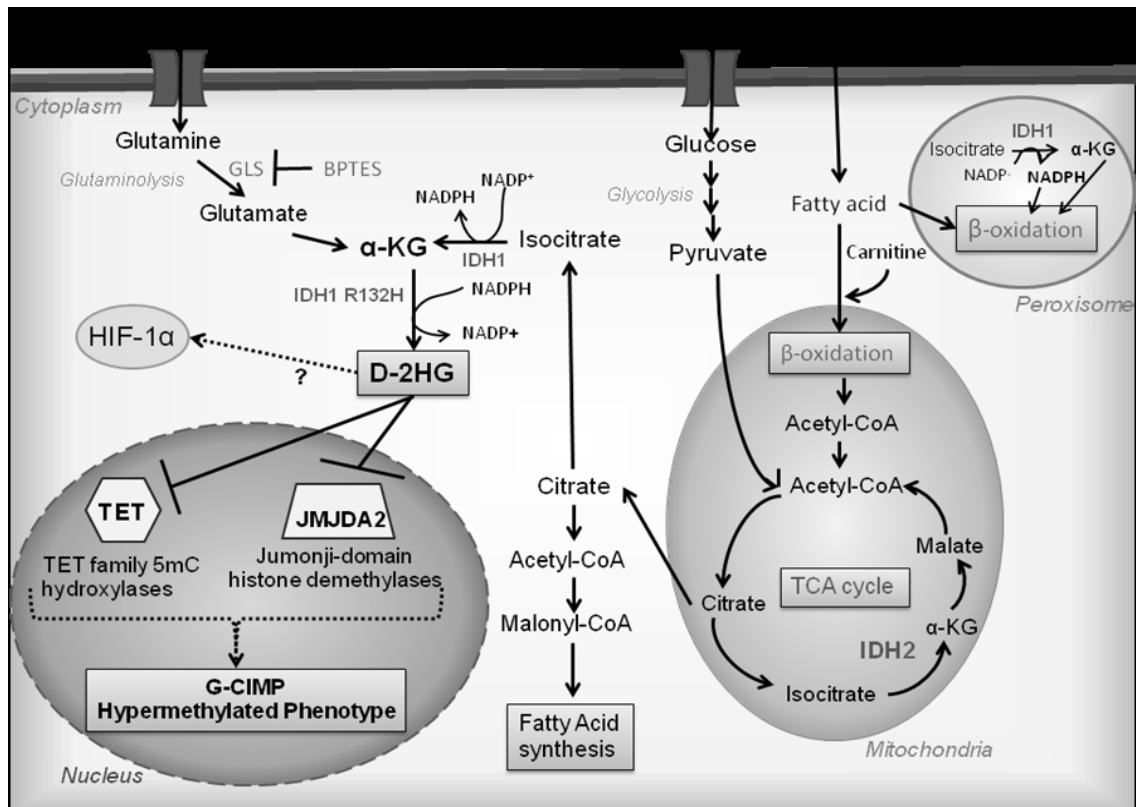 Cytoplasm
Glutamine
Glutaminolysis
GLS
BPTES
Glutamate
α-KG
NADPH
NADP⁺
IDH1
Isocitrate
IDH1 R132H
NADPH
NADP+
HIF-1α
?
D-2HG
TET
TET family 5mC
hydroxylases
JMJDA2
Jumonji-domain
histone demethylases
G-CIMP
Hypermethylated Phenotype
Nucleus
Citrate
Acetyl-CoA
Malonyl-CoA
Fatty Acid
synthesis
Glucose
Glycolysis
Pyruvate
Fatty acid
Carnitine
β-oxidation
Acetyl-CoA
Acetyl-CoA
Malate
TCA cycle
Citrate
α-KG
IDH2
Isocitrate
Mitochondria
IDH1
Isocitrate
α-KG
NADP⁺
NADPH
β-oxidation
Peroxisome